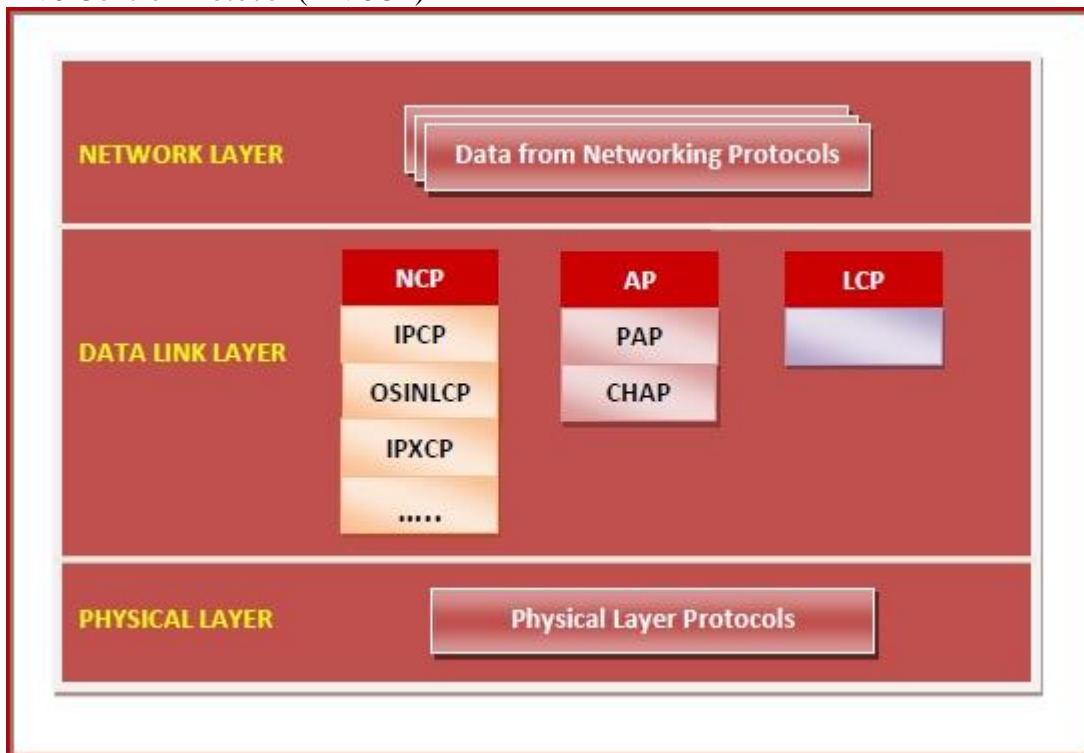 NETWORK LAYER
Data from Networking Protocols
DATA LINK LAYER
NCP
IPCP
OSINLCP
IPXCP
.....
AP
PAP
CHAP
LCP
PHYSICAL LAYER
Physical Layer Protocols